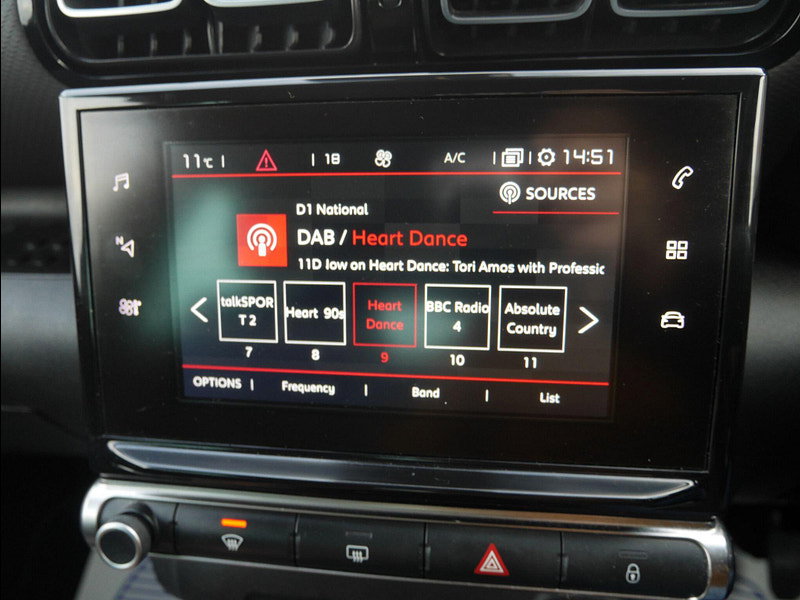 11°C 18 A/C 14:51
SOURCES
D1 National
DAB / Heart Dance
11D low on Heart Dance: Tori Amos with Professic
talkSPOR
T 2
Heart 90s
Heart
Dance
BBC Radio
4
Absolute
Country
7 8 9 10 11
OPTIONS Frequency Band List
N